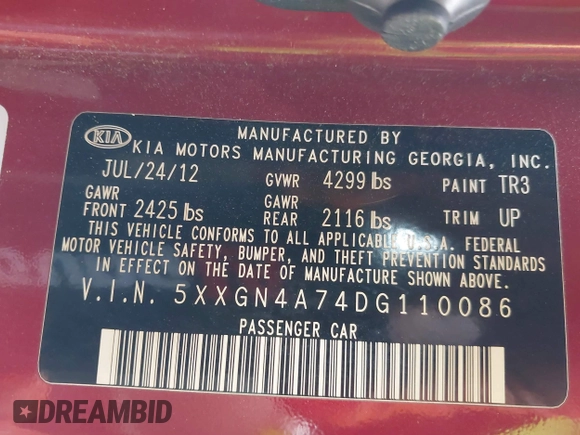 MANUFACTURED BY
KIA KIA MOTORS MANUFACTURING GEORGIA, INC.
JUL/24/12 GVWR 4299 lbs PAINT TR3
GAWR FRONT 2425 lbs GAWR REAR 2116 lbs TRIM UP
THIS VEHICLE CONFORMS TO ALL APPLICABLE U.S.A. FEDERAL
MOTOR VEHICLE SAFETY, BUMPER, AND THEFT PREVENTION STANDARDS
IN EFFECT ON THE DATE OF MANUFACTURE SHOWN ABOVE.
V.I.N. 5XXGN4A74DG110086
PASSENGER CAR
DREAMBID